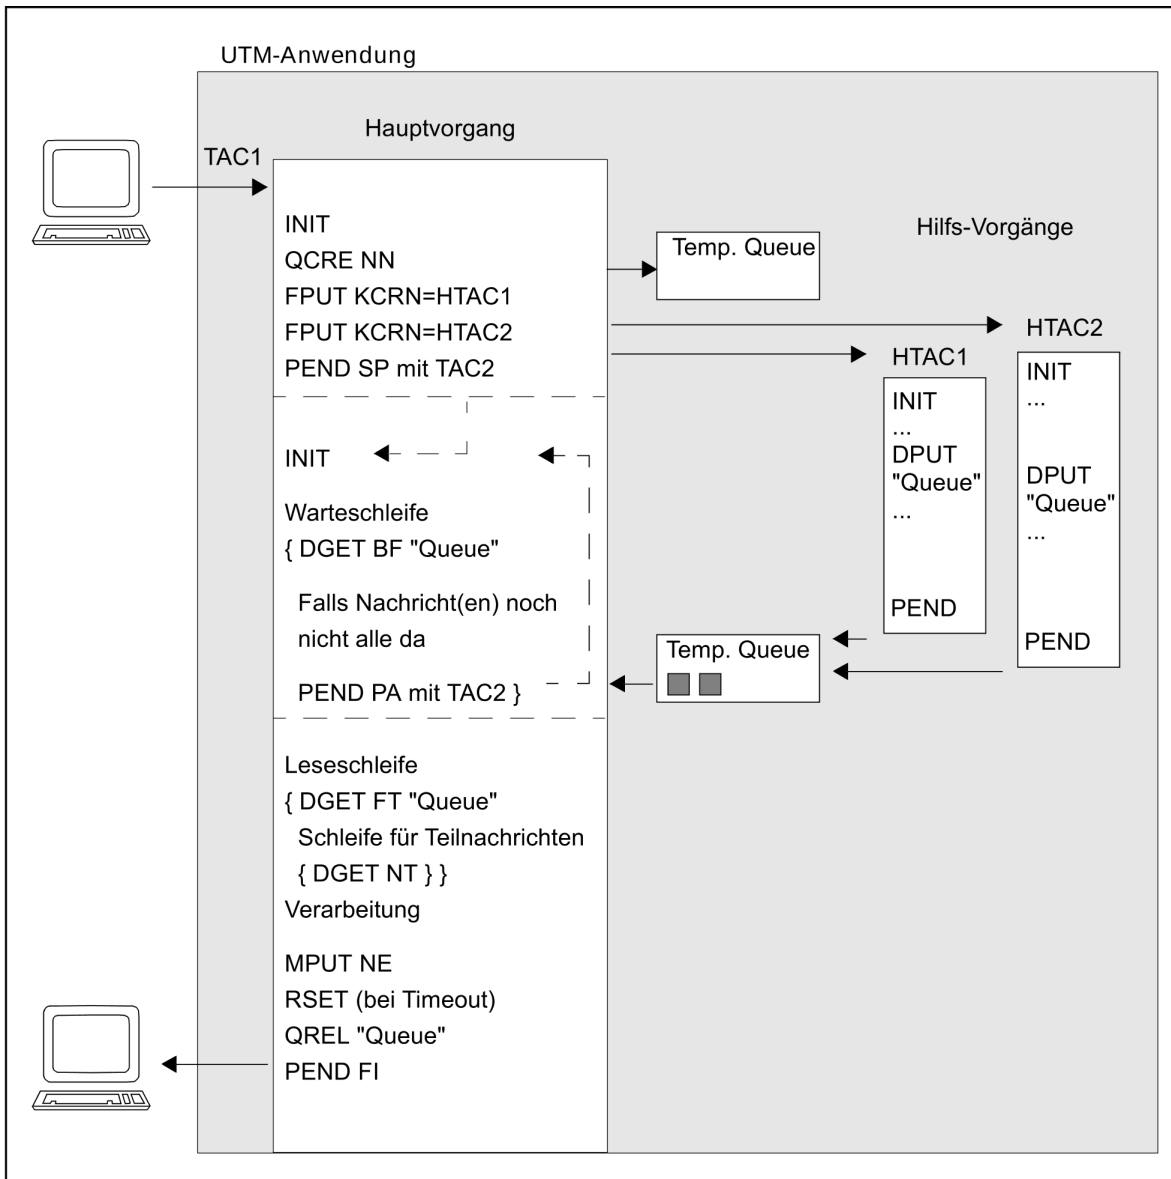 UTM-Anwendung
Hauptvorgang
TAC1
INIT
QCRE NN
FPUT KCRN=HTAC1
FPUT KCRN=HTAC2
PEND SP mit TAC2
INIT
Warteschleife
{ DGET BF "Queue"
Falls Nachricht(en) noch
nicht alle da
PEND PA mit TAC2 }
Leseschleife
{ DGET FT "Queue"
Schleife für Teilnachrichten
{ DGET NT } }
Verarbeitung
MPUT NE
RSET (bei Timeout)
QREL "Queue"
PEND FI
Temp. Queue
Hilfs-Vorgänge
HTAC1
INIT
...
DPUT
"Queue"
...
PEND
HTAC2
INIT
...
DPUT
"Queue"
...
PEND
Temp. Queue